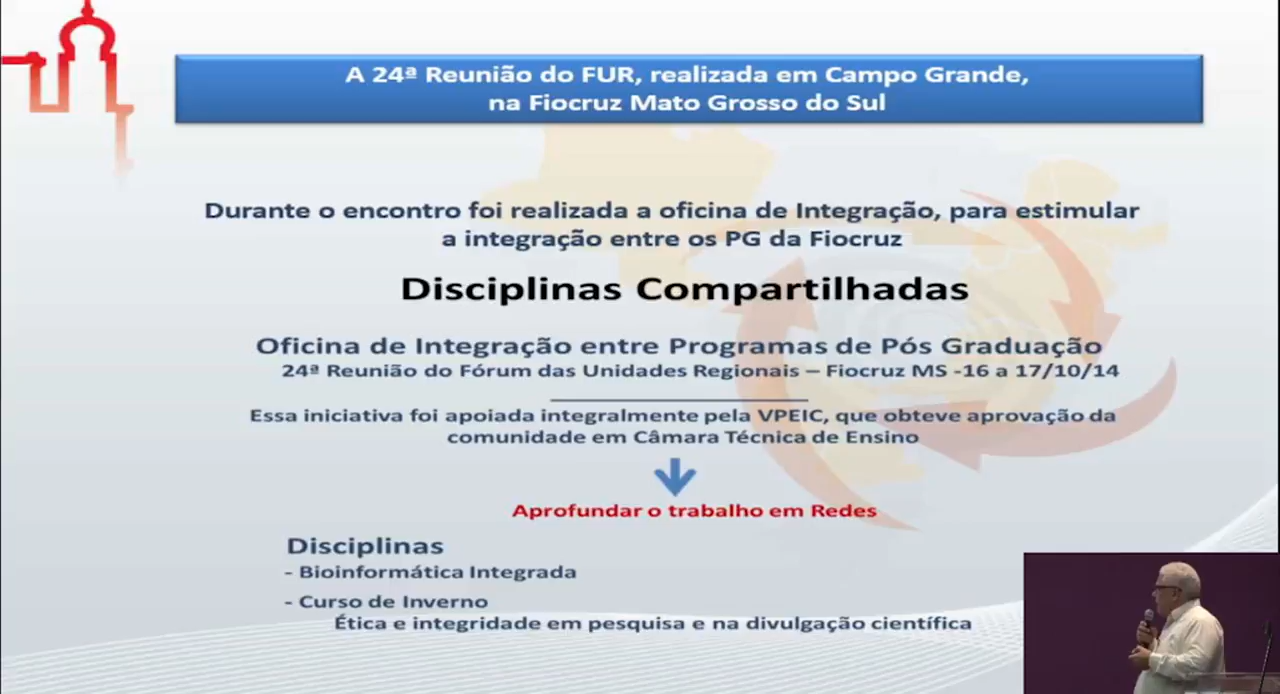 A 24ª Reunião do FUR, realizada em Campo Grande,
na Fiocruz Mato Grosso do Sul
Durante o encontro foi realizada a oficina de Integração, para estimular
a integração entre os PG da Fiocruz
Disciplinas Compartilhadas
Oficina de Integração entre Programas de Pós Graduação
24ª Reunião do Fórum das Unidades Regionais – Fiocruz MS -16 a 17/10/14
Essa iniciativa foi apoiada integralmente pela VPEIC, que obteve aprovação da
comunidade em Câmara Técnica de Ensino
Aprofundar o trabalho em Redes
Disciplinas
- Bioinformática Integrada
- Curso de Inverno
Ética e integridade em pesquisa e na divulgação científica